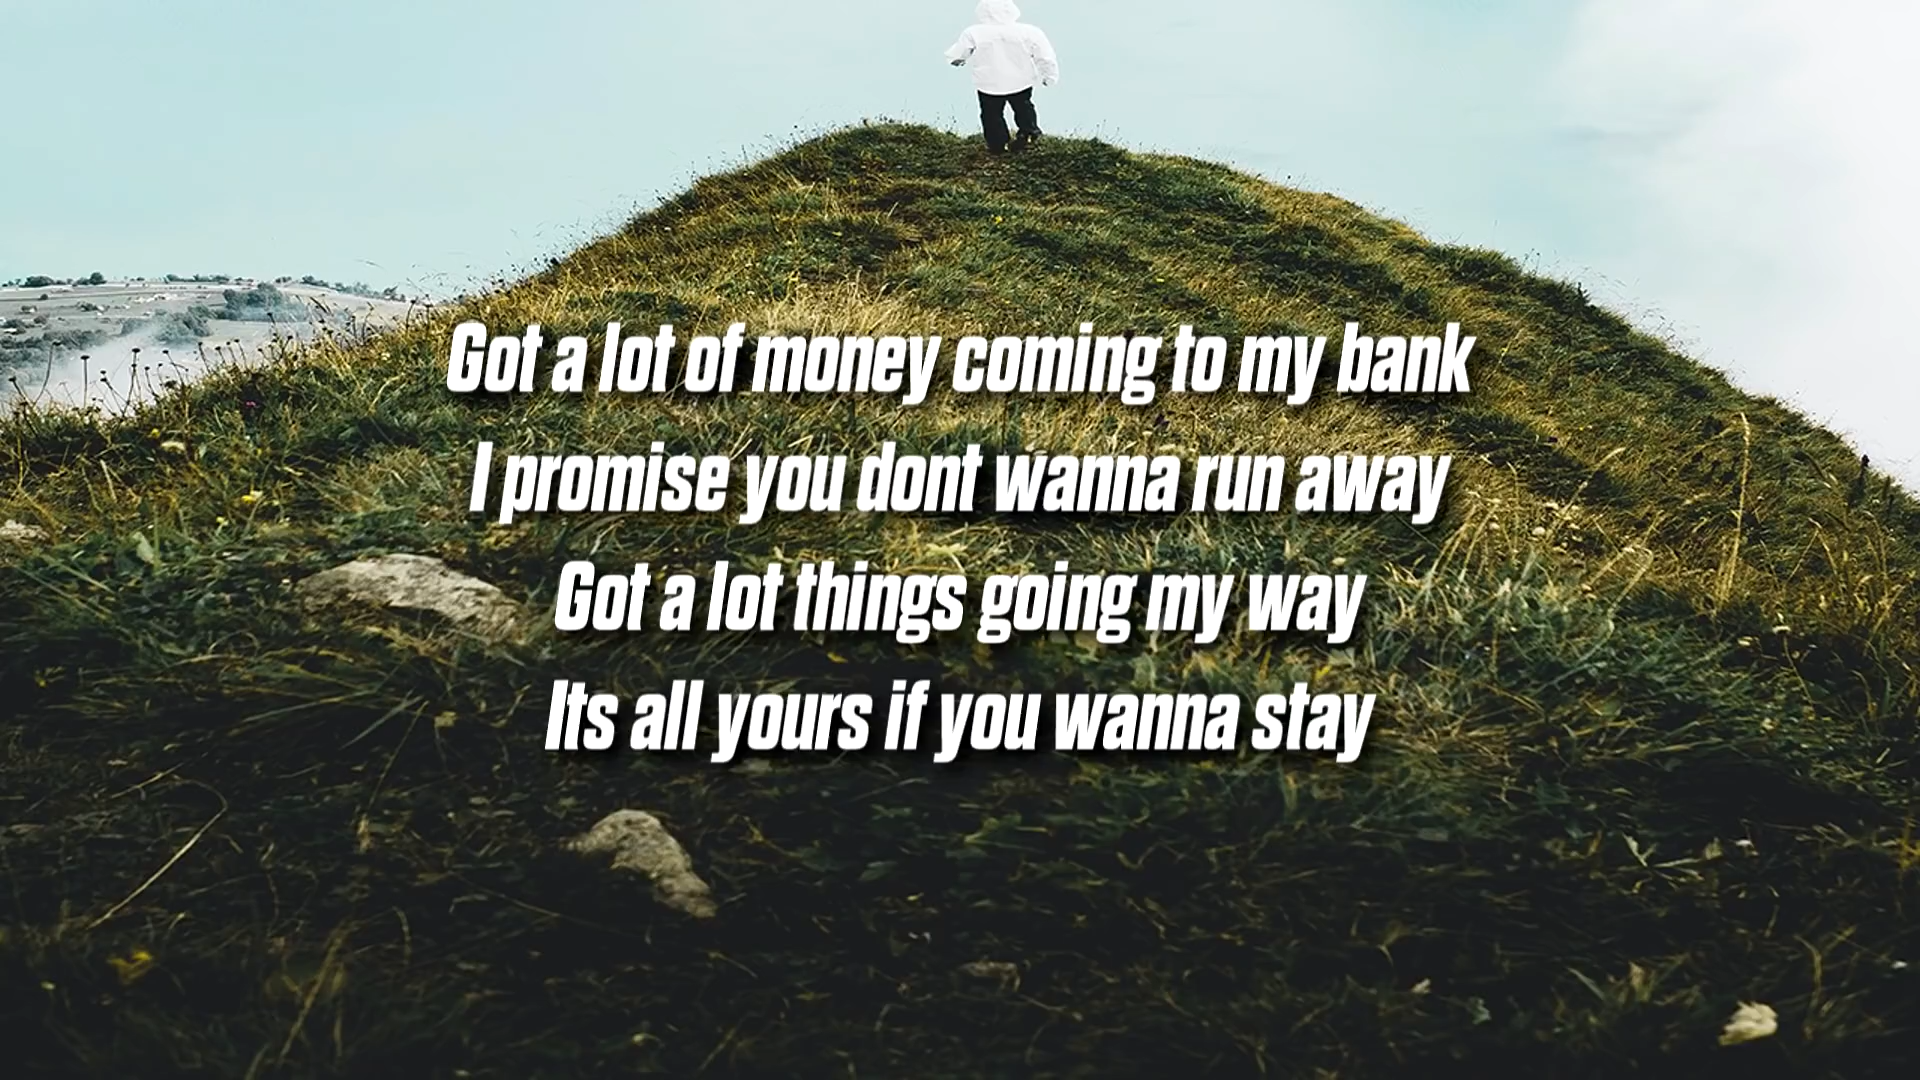 Got a lot of money coming to my bank
I promise you dont wanna run away
Got a lot things going my way
Its all yours if you wanna stay